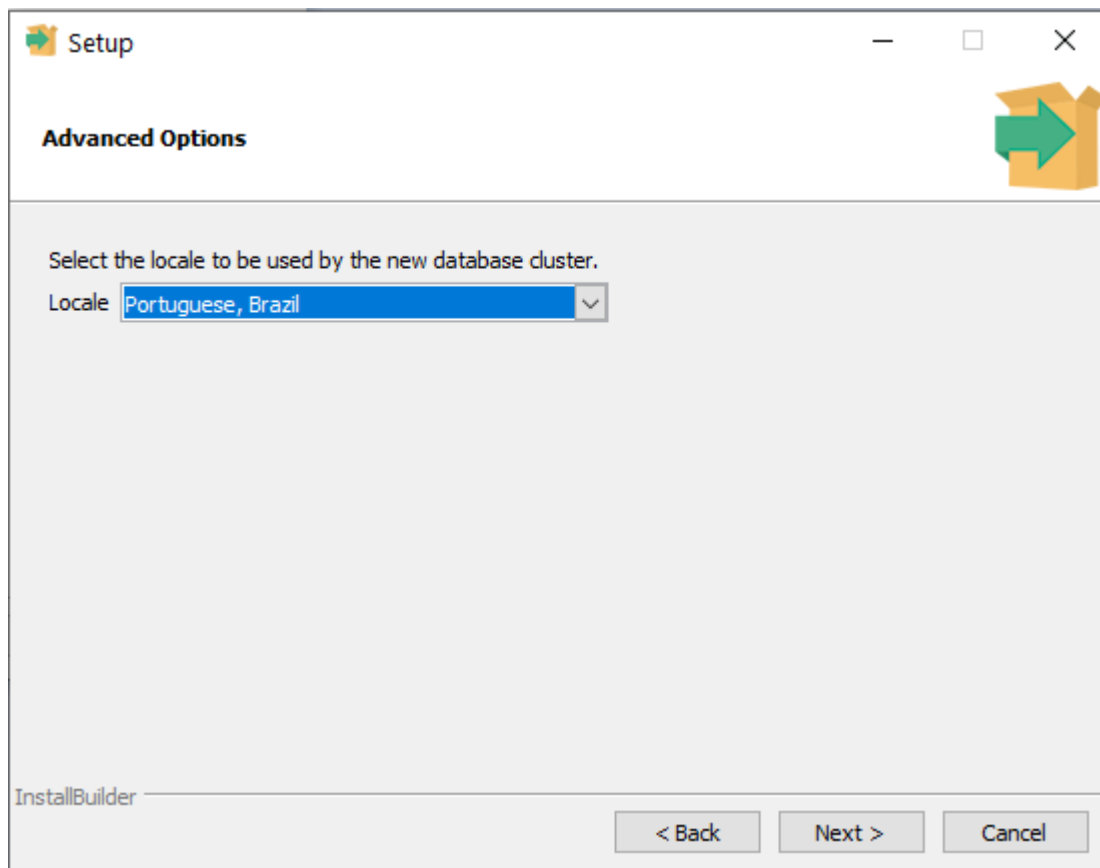 Setup
Advanced Options
Select the locale to be used by the new database cluster.
Locale Portuguese, Brazil
InstallBuilder
< Back Next > Cancel